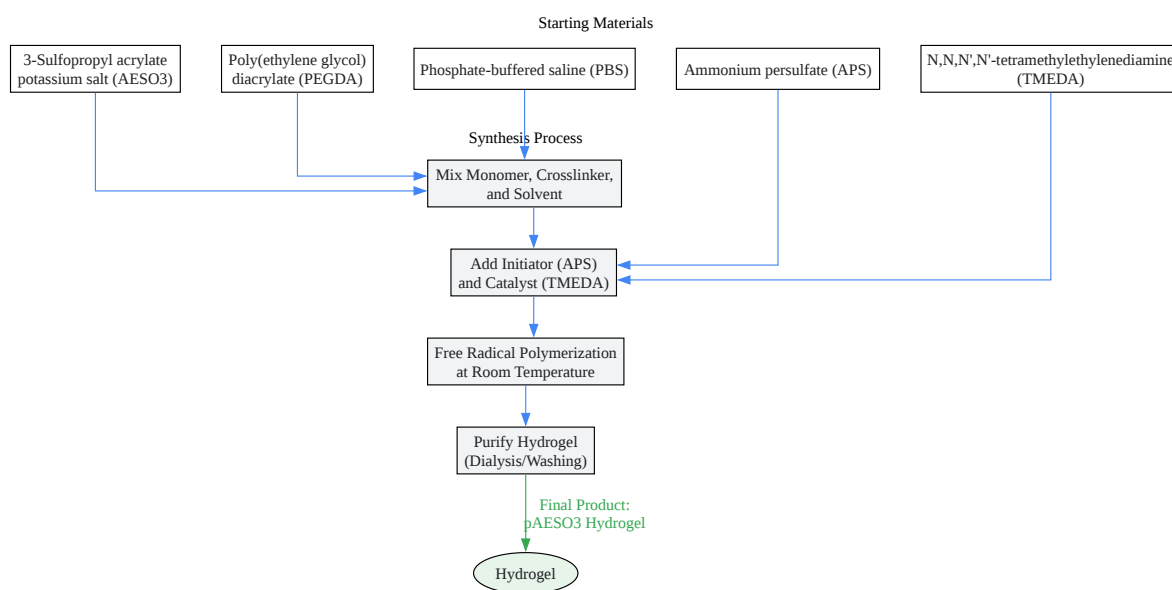 Starting Materials
3-Sulfopropyl acrylate
potassium salt (AESO3)
Poly(ethylene glycol)
diacrylate (PEGDA)
Phosphate-buffered saline (PBS)
Ammonium persulfate (APS)
N,N,N',N'-tetramethylethylenediamine
(TMEDA)
Synthesis Process
Mix Monomer, Crosslinker,
and Solvent
Add Initiator (APS)
and Catalyst (TMEDA)
Free Radical Polymerization
at Room Temperature
Purify Hydrogel
(Dialysis/Washing)
Final Product:
pAESO3 Hydrogel
Hydrogel